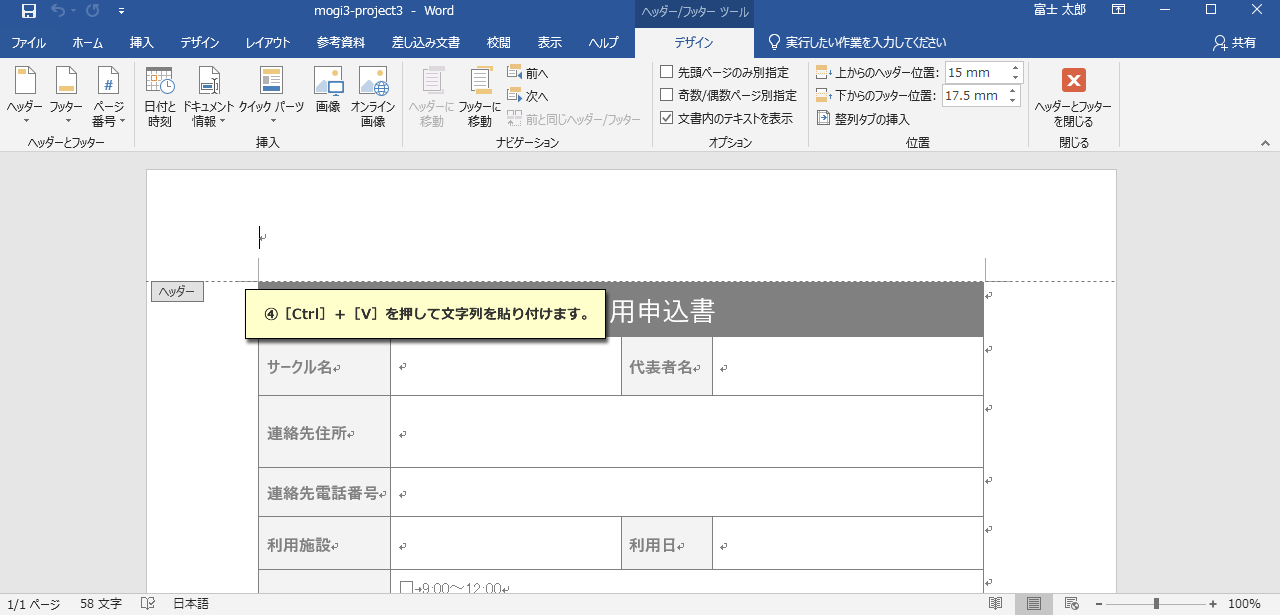 mogi3-project3 - Word
ヘッダー/フッター ツール
富士 太郎
ファイル ホーム 挿入 デザイン レイアウト 参考資料 差し込み文書 校閲 表示 ヘルプ デザイン 実行したい作業を入力してください 共有
ヘッダー フッター ページ番号
ヘッダーとフッター
日付と時刻 ドキュメント情報 クイック パーツ 画像 オンライン画像
挿入
ヘッダーに移動 フッターに移動
前へ
次へ
前と同じヘッダー/フッター
ナビゲーション
先頭ページのみ別指定
奇数/偶数ページ別指定
文書内のテキストを表示
オプション
上からのヘッダー位置: 15 mm
下からのフッター位置: 17.5 mm
整列タブの挿入
位置
ヘッダーとフッターを閉じる
閉じる
ヘッダー
④［Ctrl］+［V］を押して文字列を貼り付けます。
用申込書
サークル名 代表者名
連絡先住所
連絡先電話番号
利用施設 利用日
□→9:00～12:00
1/1 ページ 58 文字 日本語 100%